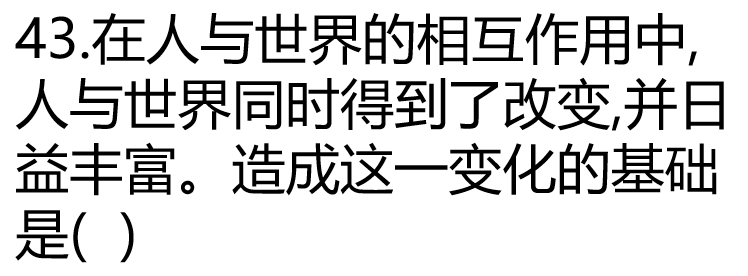 43.在人与世界的相互作用中,
人与世界同时得到了改变,并日
益丰富。造成这一变化的基础
是( )